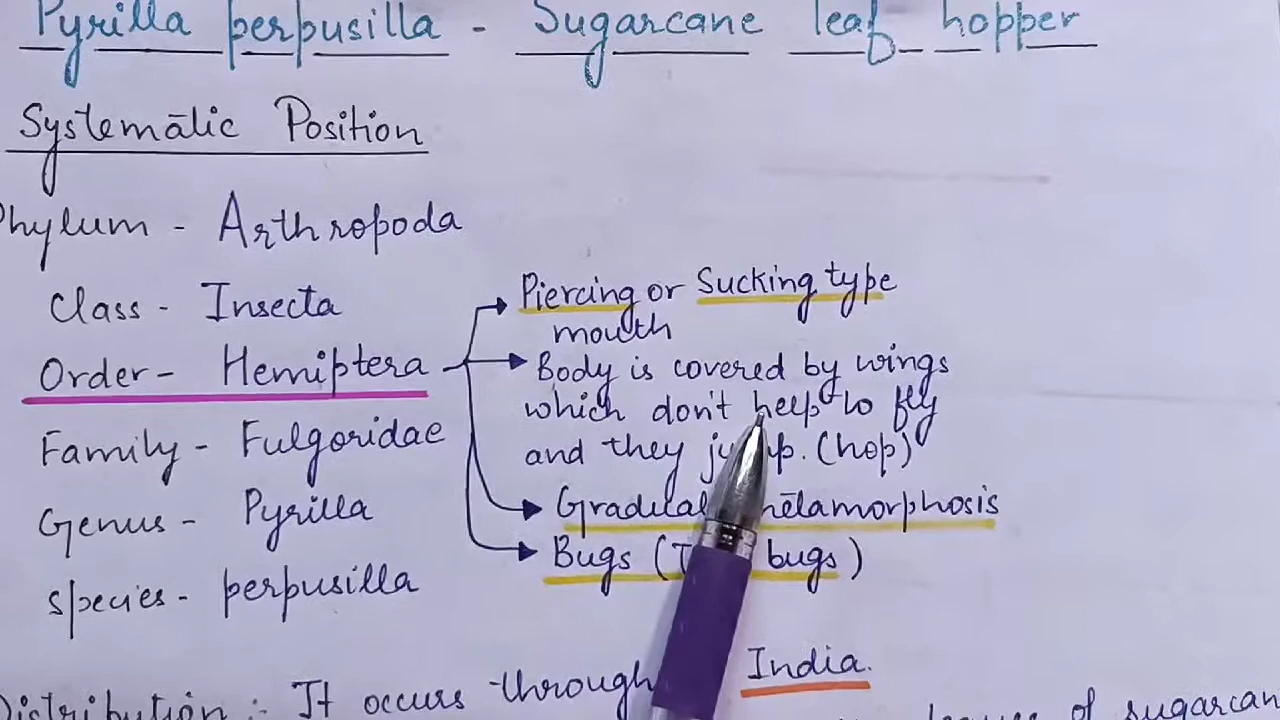 Pyrilla perpusilla - Sugarcane leaf hopper
Systematic Position
Phylum - Arthropoda
Class - Insecta
Order - Hemiptera
Piercing or Sucking type
mouth
Body is covered by wings
which don't help to fly
and they jump. (hop)
Gradual metamorphosis
Bugs ( bugs)
Family - Fulgoridae
Genus - Pyrilla
Species - perpusilla
Distribution :- It occurs through India.
leaves of sugarcan